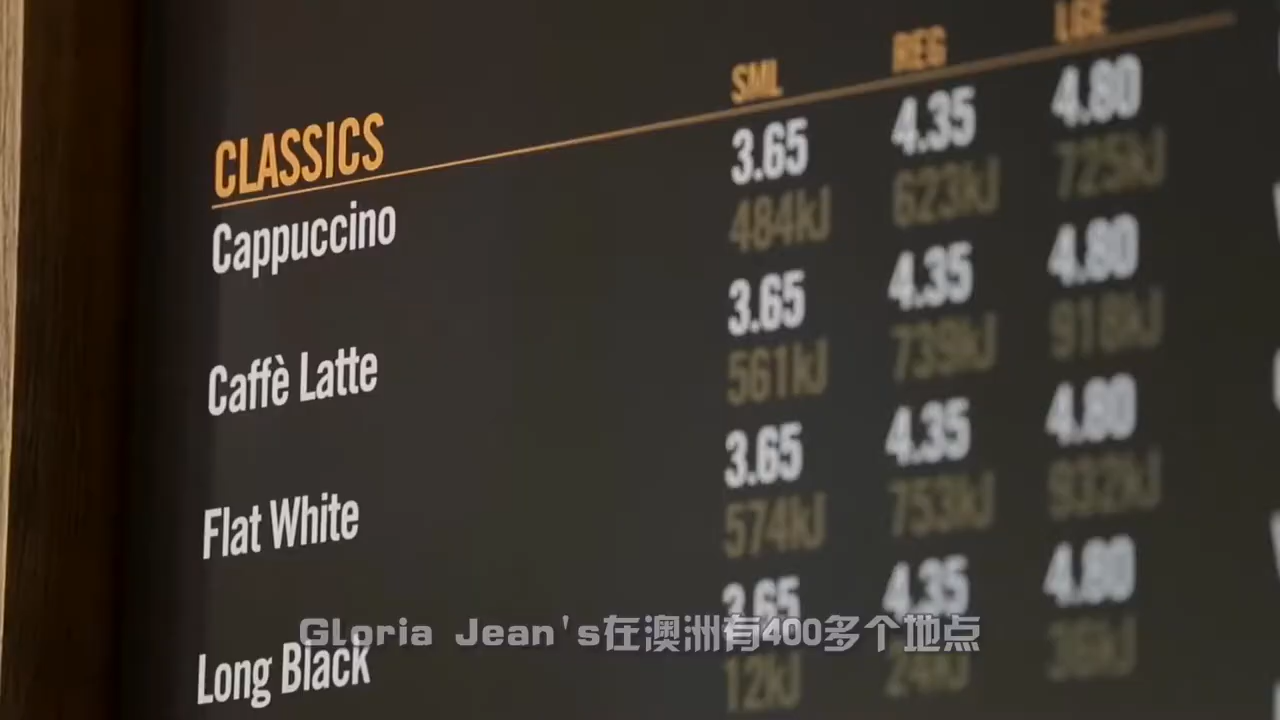 SML REG LGE
CLASSICS
Cappuccino 3.65 4.35 4.80
484kJ 623kJ 725kJ
Caffè Latte 3.65 4.35 4.80
561kJ 739kJ 918kJ
Flat White 3.65 4.35 4.80
574kJ 753kJ 932kJ
Long Black 3.65 4.35 4.80
12kJ 24kJ 36kJ
Gloria Jean's在澳洲有400多个地点